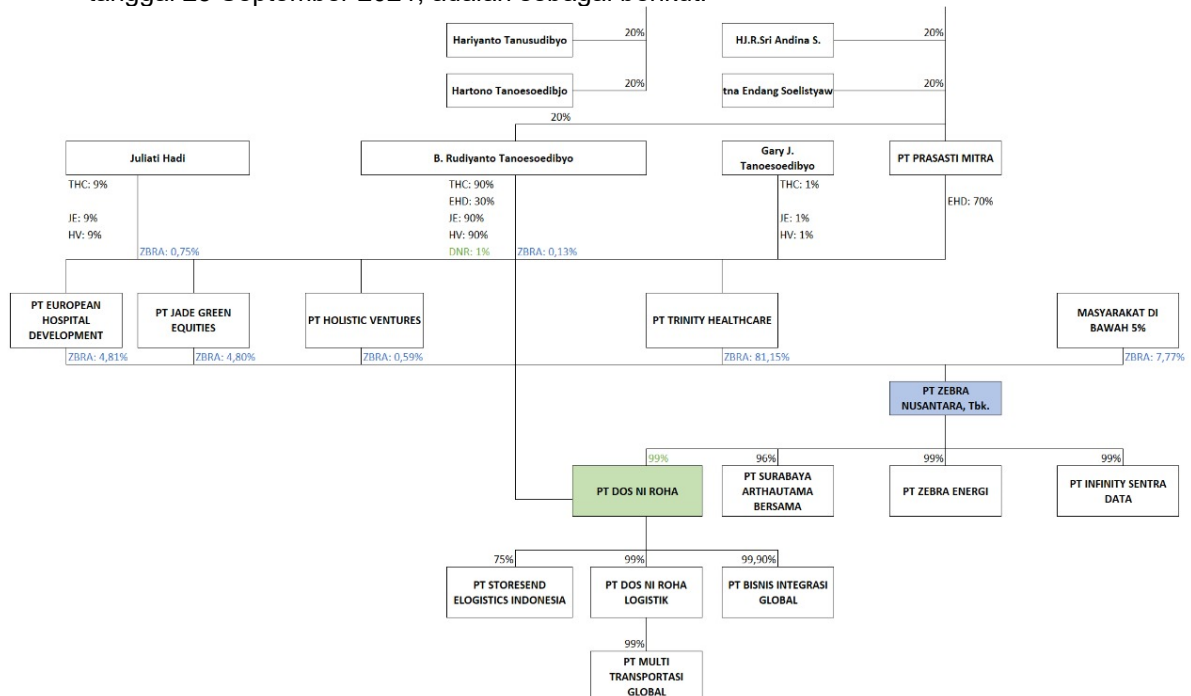 Hariyanto Tanusudibyo
20%
HJ.R.Sri Andina S.
20%
Hartono Tanoesoedibjo
20%
tna Endang Soelistyaw
20%
20%
Juliati Hadi
B. Rudiyanto Tanoesoedibyo
Gary J.
Tanoesoedibyo
PT PRASASTI MITRA
THC: 9%
JE: 9%
HV: 9%
ZBRA: 0,75%
THC: 90%
EHD: 30%
JE: 90%
HV: 90%
DNR: 1%
ZBRA: 0,13%
THC: 1%
JE: 1%
HV: 1%
EHD: 70%
PT EUROPEAN
HOSPITAL
DEVELOPMENT
PT JADE GREEN
EQUITIES
PT HOLISTIC VENTURES
PT TRINITY HEALTHCARE
MASYARAKAT DI
BAWAH 5%
ZBRA: 4,81%
ZBRA: 4,80%
ZBRA: 0,59%
ZBRA: 81,15%
ZBRA: 7,77%
PT ZEBRA
NUSANTARA, Tbk.
99%
96%
99%
99%
PT DOS NI ROHA
PT SURABAYA
ARTHAUTAMA
BERSAMA
PT ZEBRA ENERGI
PT INFINITY SENTRA
DATA
75%
99%
99,90%
PT STORESEND
ELOGISTICS INDONESIA
PT DOS NI ROHA
LOGISTIK
PT BISNIS INTEGRASI
GLOBAL
99%
PT MULTI
TRANSPORTASI
GLOBAL